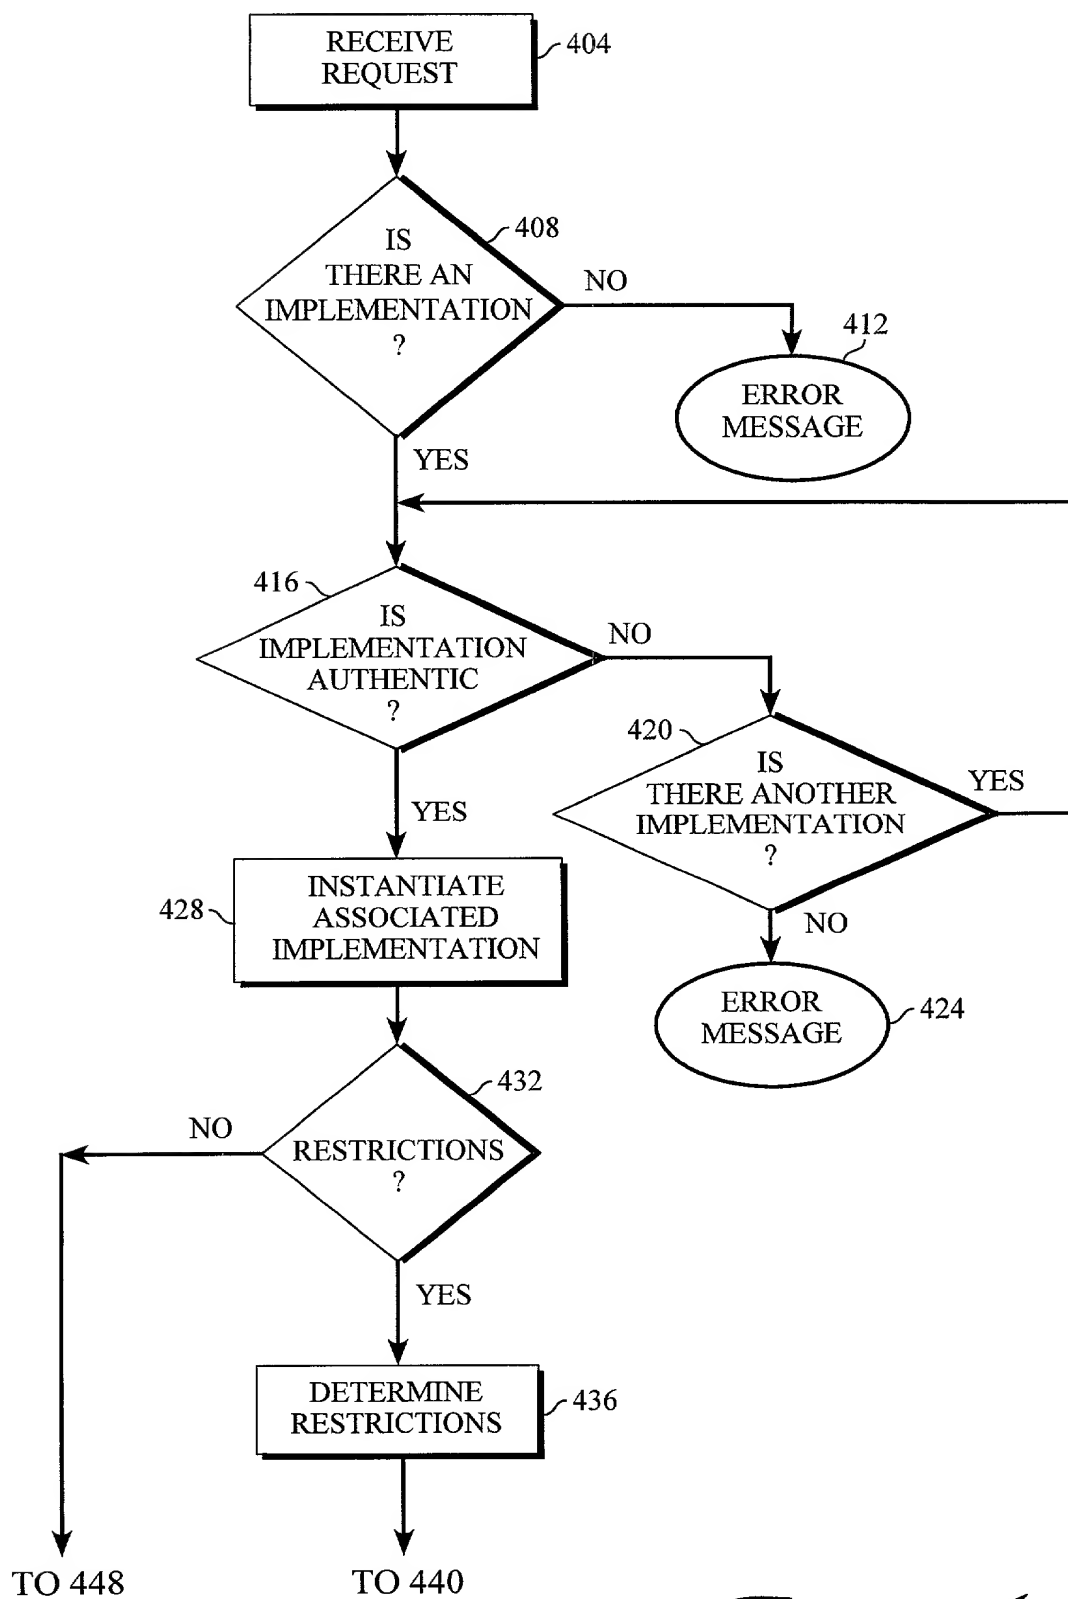 RECEIVE
REQUEST
404
408
IS
THERE AN
IMPLEMENTATION
?
NO
412
ERROR
MESSAGE
YES
416
IS
IMPLEMENTATION
AUTHENTIC
?
NO
420
IS
THERE ANOTHER
IMPLEMENTATION
?
YES
YES
NO
428
INSTANTIATE
ASSOCIATED
IMPLEMENTATION
ERROR
MESSAGE
424
432
NO
RESTRICTIONS
?
YES
DETERMINE
RESTRICTIONS
436
TO 448
TO 440